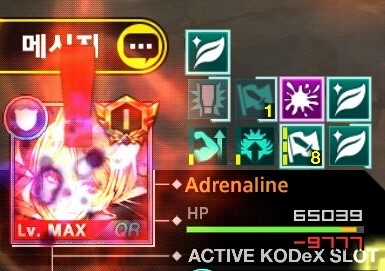 메시지
1
8
I
Adrenaline
Lv. MAX
QR
HP
65039
-9777
ACTIVE KODeX SLOT